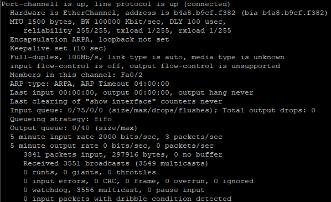 Port-channel1 is up, line protocol is up (connected)
Hardware is EtherChannel, address is b4a8.b9cf.f382 (bia b4a8.b9cf.f382)
MTU 1500 bytes, BW 100000 Kbit/sec, DLY 100 usec,
reliability 255/255, txload 1/255, rxload 1/255
Encapsulation ARPA, loopback not set
Keepalive set (10 sec)
Full-duplex, 100Mb/s, link type is auto, media type is unknown
input flow-control is off, output flow-control is unsupported
Members in this channel: Fa0/2
ARP type: ARPA, ARP Timeout 04:00:00
Last input 00:00:00, output 00:00:00, output hang never
Last clearing of "show interface" counters never
Input queue: 0/75/0/0 (size/max/drops/flushes); Total output drops: 0
Queueing strategy: fifo
Output queue: 0/40 (size/max)
5 minute input rate 2000 bits/sec, 3 packets/sec
5 minute output rate 0 bits/sec, 0 packets/sec
3841 packets input, 297916 bytes, 0 no buffer
Received 3551 broadcasts (3549 multicasts)
0 runts, 0 giants, 0 throttles
0 input errors, 0 CRC, 0 frame, 0 overrun, 0 ignored
0 watchdog, 3556 multicast, 0 pause input
0 input packets with dribble condition detected